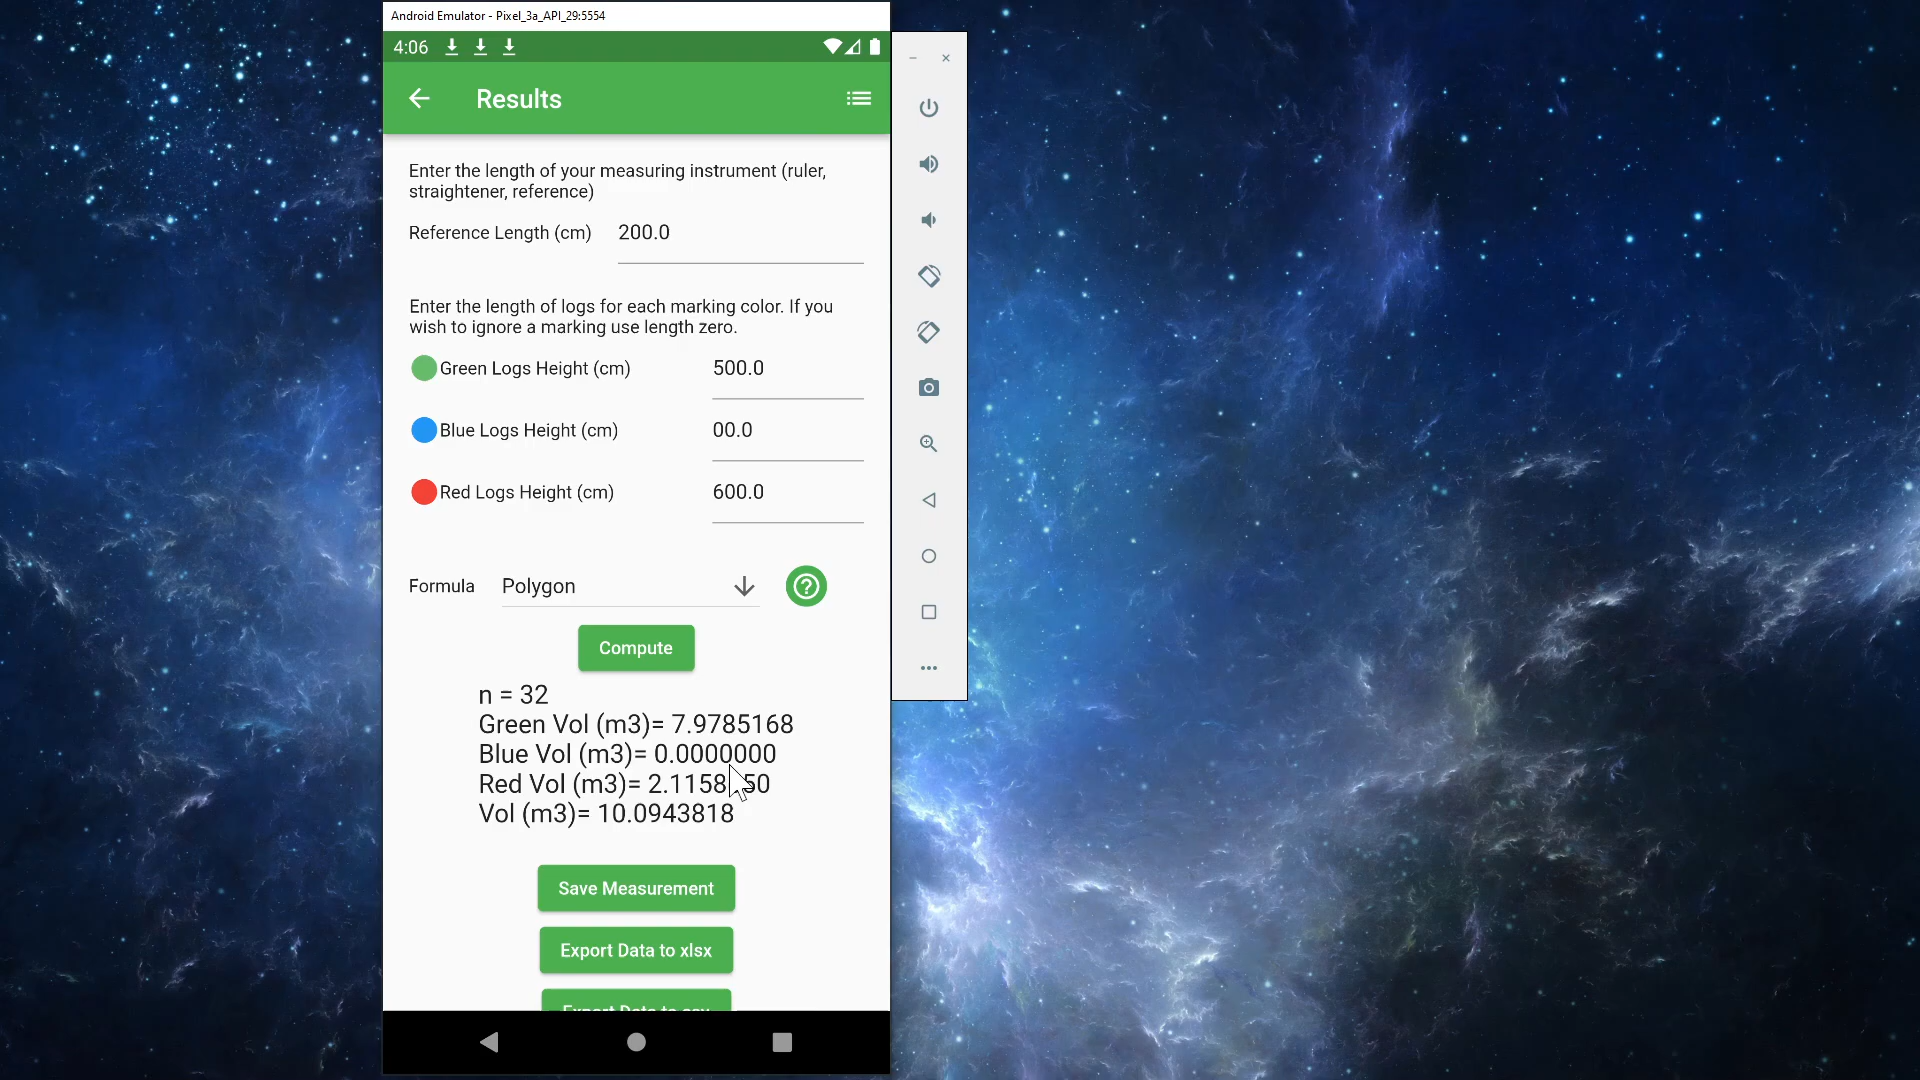 Android Emulator - Pixel_3a_API_29:5554
4:06
Results
Enter the length of your measuring instrument (ruler,
straightener, reference)
Reference Length (cm) 200.0
Enter the length of logs for each marking color. If you
wish to ignore a marking use length zero.
Green Logs Height (cm) 500.0
Blue Logs Height (cm) 00.0
Red Logs Height (cm) 600.0
Formula Polygon
Compute
n = 32
Green Vol (m3)= 7.9785168
Blue Vol (m3)= 0.0000000
Red Vol (m3)=
Vol (m3)= 10.0943818
Save Measurement
Export Data to xlsx
Export Data to csv